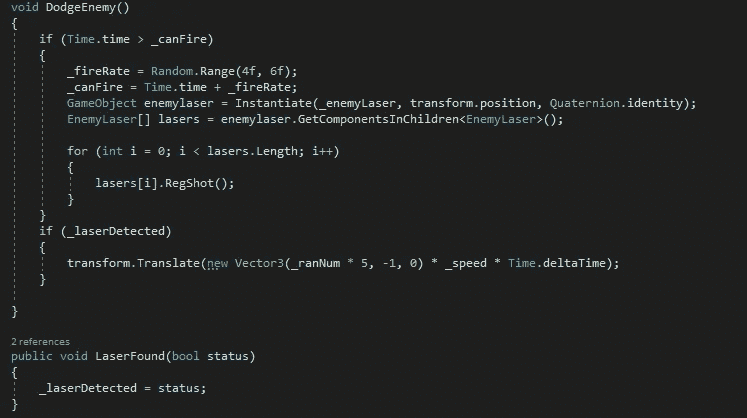 void DodgeEnemy()
{
if (Time.time > _canFire)
{
_fireRate = Random.Range(4f, 6f);
_canFire = Time.time + _fireRate;
GameObject enemylaser = Instantiate(_enemyLaser, transform.position, Quaternion.identity);
EnemyLaser[] lasers = enemylaser.GetComponentsInChildren<EnemyLaser>();
for (int i = 0; i < lasers.Length; i++)
{
lasers[i].RegShot();
}
}
if (_laserDetected)
{
transform.Translate(new Vector3(_ranNum * 5, -1, 0) * _speed * Time.deltaTime);
}
}
2 references
public void LaserFound(bool status)
{
_laserDetected = status;
}